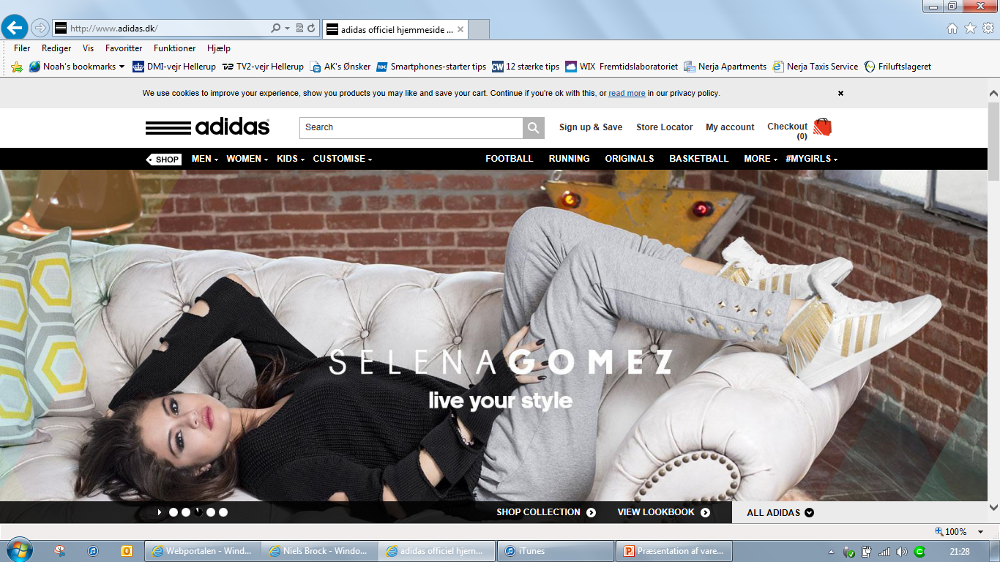 http://www.adidas.dk/
adidas officiel hjemmeside ...
Filer Rediger Vis Favoritter Funktioner Hjælp
Noah's bookmarks DMI-vejr Hellerup TV2-vejr Hellerup AK's Ønsker TDC Smartphones-starter tips CW 12 stærke tips WIX Fremtidslaboratoriet Nerja Apartments Nerja Taxis Service Friluftslageret
We use cookies to improve your experience, show you products you may like and save your cart. Continue if you're ok with this, or read more in our privacy policy.
adidas
Search
Sign up & Save Store Locator My account Checkout
(0)
SHOP MEN WOMEN KIDS CUSTOMISE FOOTBALL RUNNING ORIGINALS BASKETBALL MORE #MYGIRLS
SELENA GOMEZ
live your style
SHOP COLLECTION VIEW LOOKBOOK ALL ADIDAS
100%
Webportalen - Wind... Niels Brock - Windo... adidas officiel hjem... iTunes Præsentation af vare... 21:28